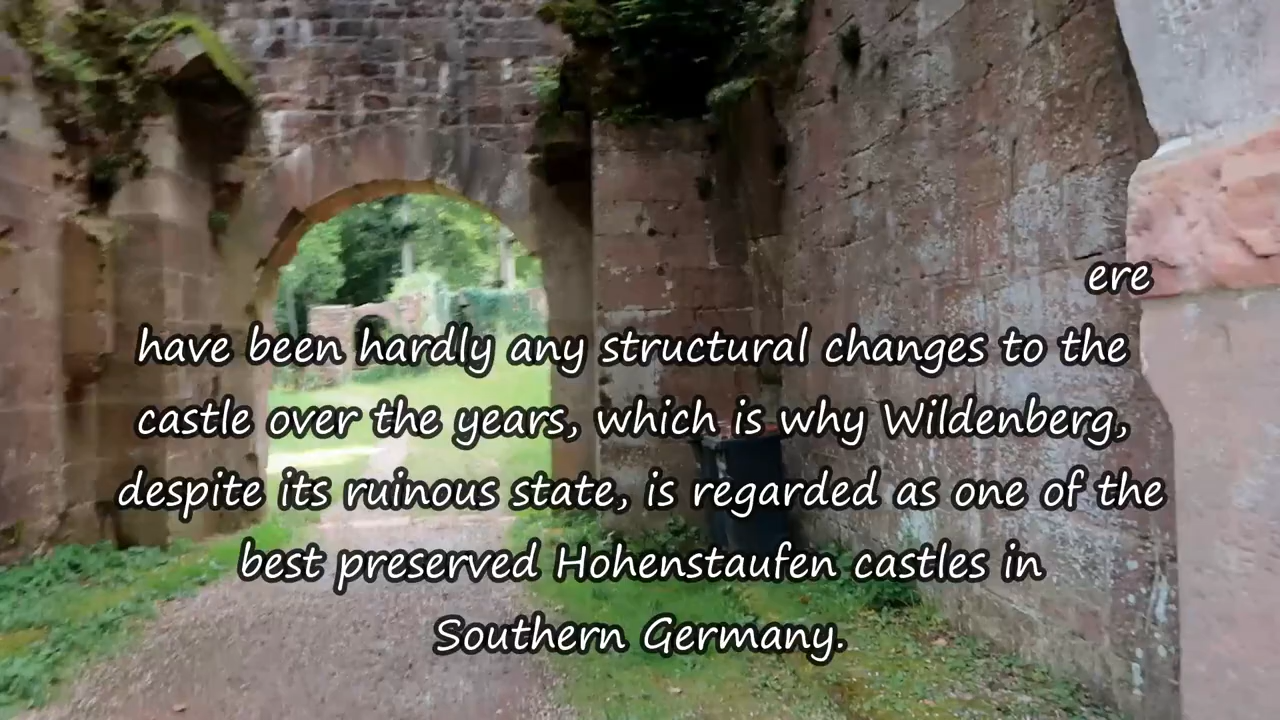 ere
have been hardly any structural changes to the
castle over the years, which is why Wildenberg,
despite its ruinous state, is regarded as one of the
best preserved Hohenstaufen castles in
Southern Germany.